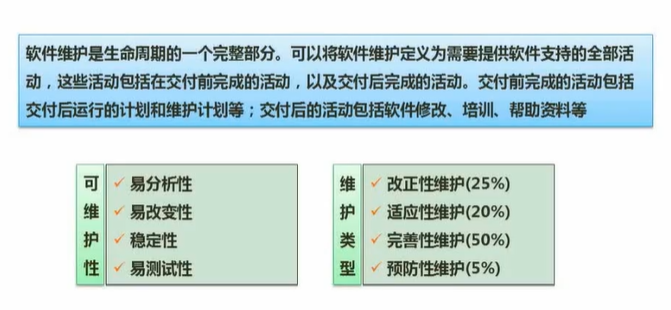 软件维护是生命周期的一个完整部分。可以将软件维护定义为需要提供软件支持的全部活
动，这些活动包括在交付前完成的活动，以及交付后完成的活动。交付前完成的活动包括
交付后运行的计划和维护计划等；交付后的活动包括软件修改、培训、帮助资料等
可维护性
易分析性
易改变性
稳定性
易测试性
维护类型
改正性维护(25%)
适应性维护(20%)
完善性维护(50%)
预防性维护(5%)